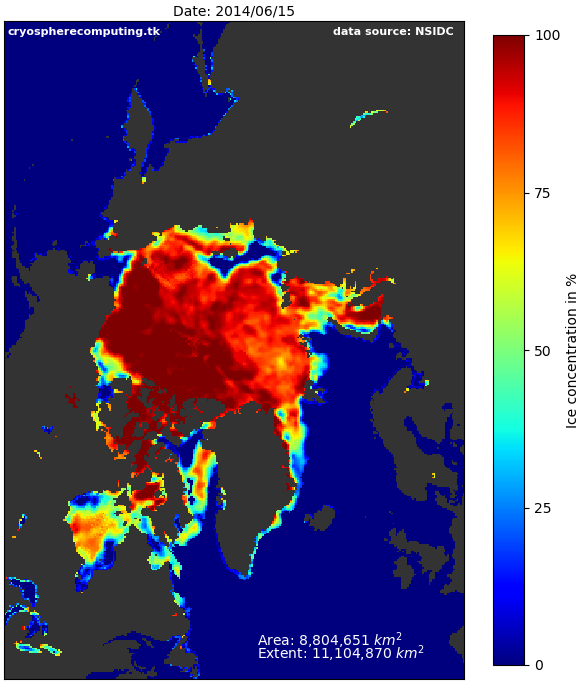 Date: 2014/06/15
cryospherecomputing.tk
data source: NSIDC
100
75
50
25
0
Ice concentration in %
Area: 8,804,651 km²
Extent: 11,104,870 km²